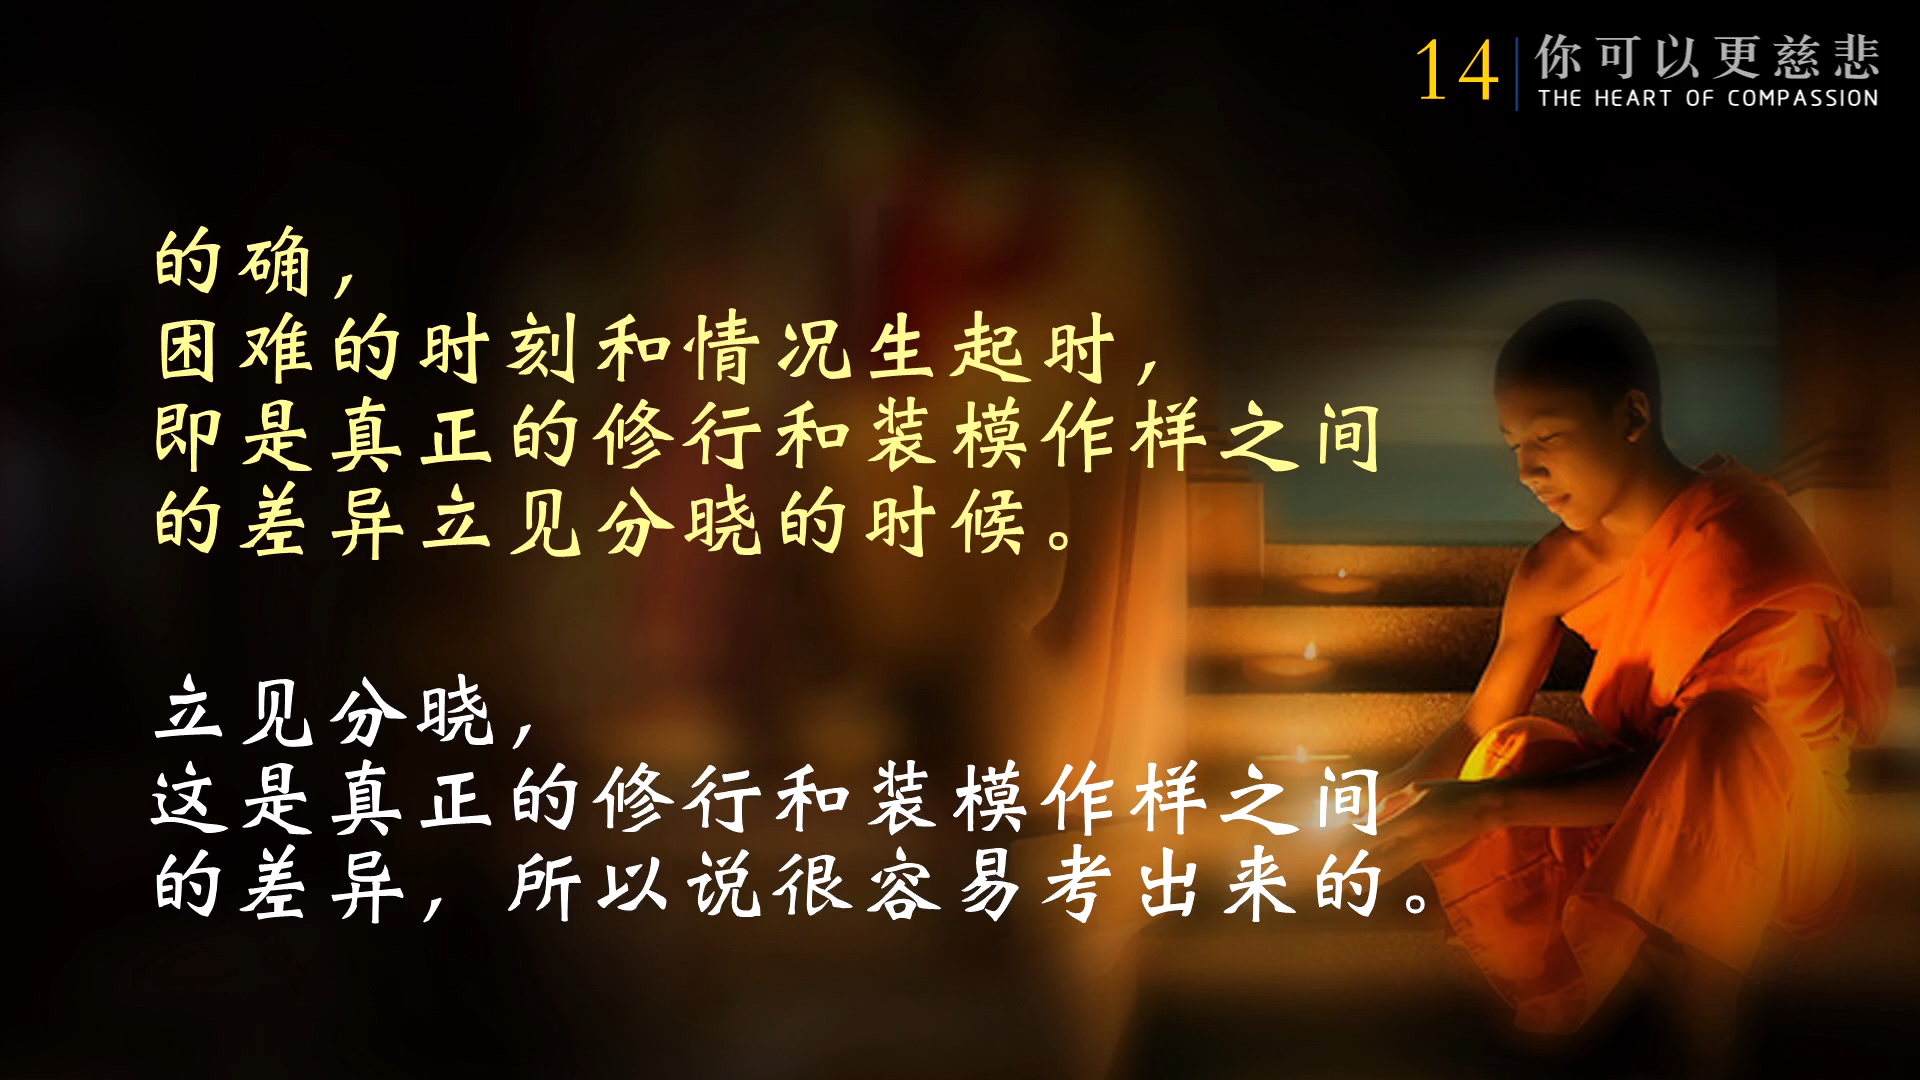 14
你可以更慈悲
THE HEART OF COMPASSION
的确，
困难的时刻和情况生起时，
即是真正的修行和装模作样之间
的差异立见分晓的时候。
立见分晓，
这是真正的修行和装模作样之间
的差异，所以说很容易考出来的。